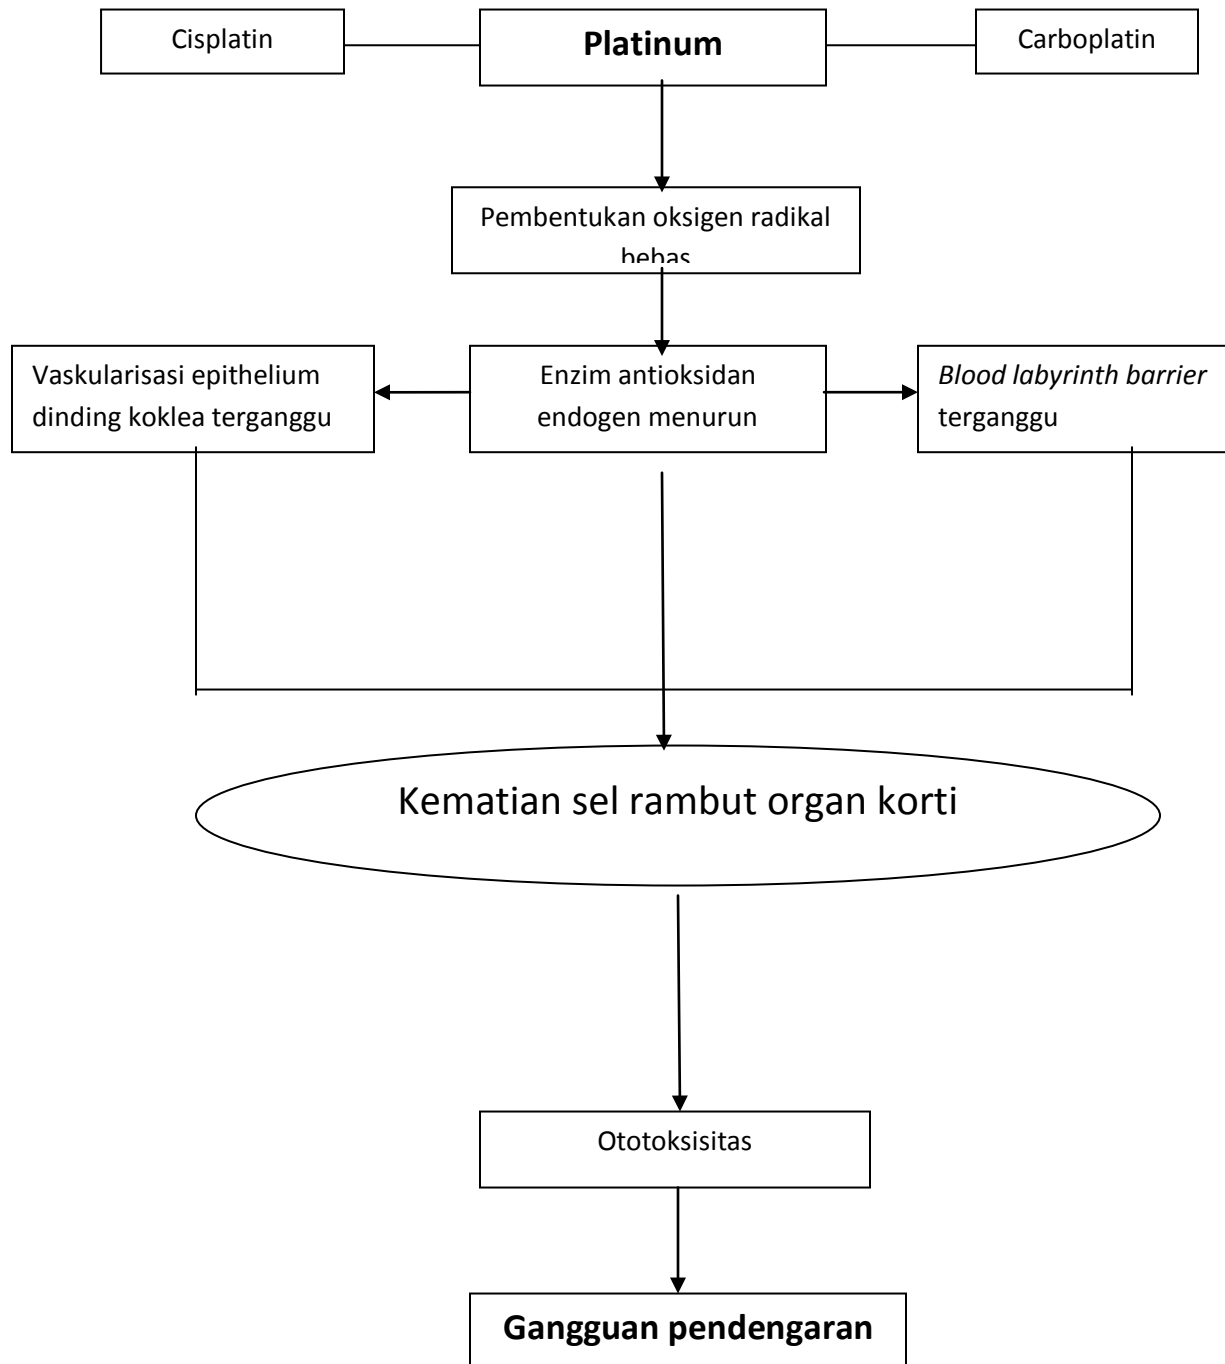 Cisplatin
Platinum
Carboplatin
Pembentukan oksigen radikal
bebas
Vaskularisasi epithelium
dinding koklea terganggu
Enzim antioksidan
endogen menurun
Blood labyrinth barrier
terganggu
Kematian sel rambut organ korti
Ototoksisitas
Gangguan pendengaran